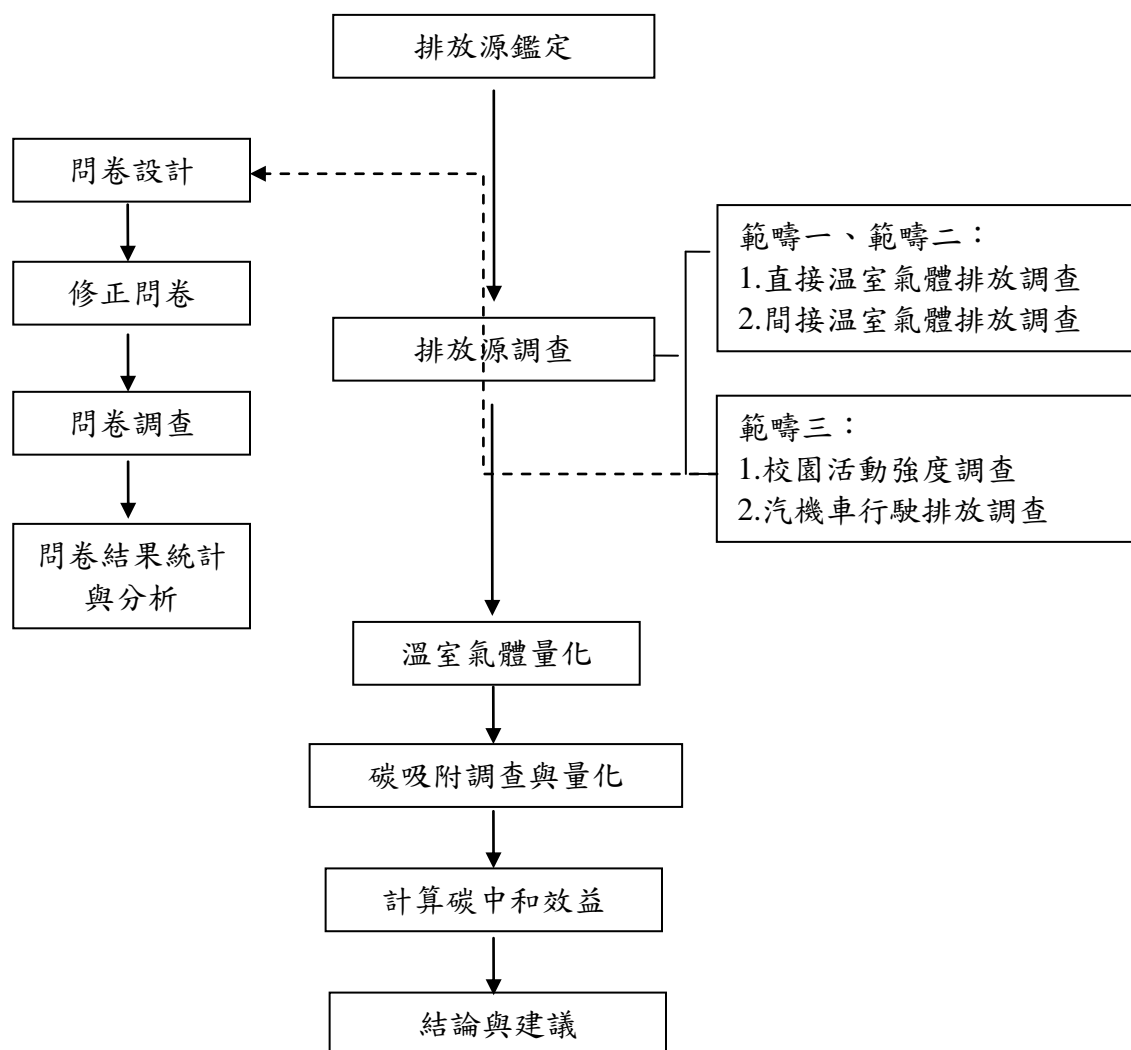 排放源鑑定
問卷設計
修正問卷
問卷調查
問卷結果統計
與分析
排放源調查
範疇一、範疇二：
1.直接溫室氣體排放調查
2.間接溫室氣體排放調查
範疇三：
1.校園活動強度調查
2.汽機車行駛排放調查
溫室氣體量化
碳吸附調查與量化
計算碳中和效益
結論與建議